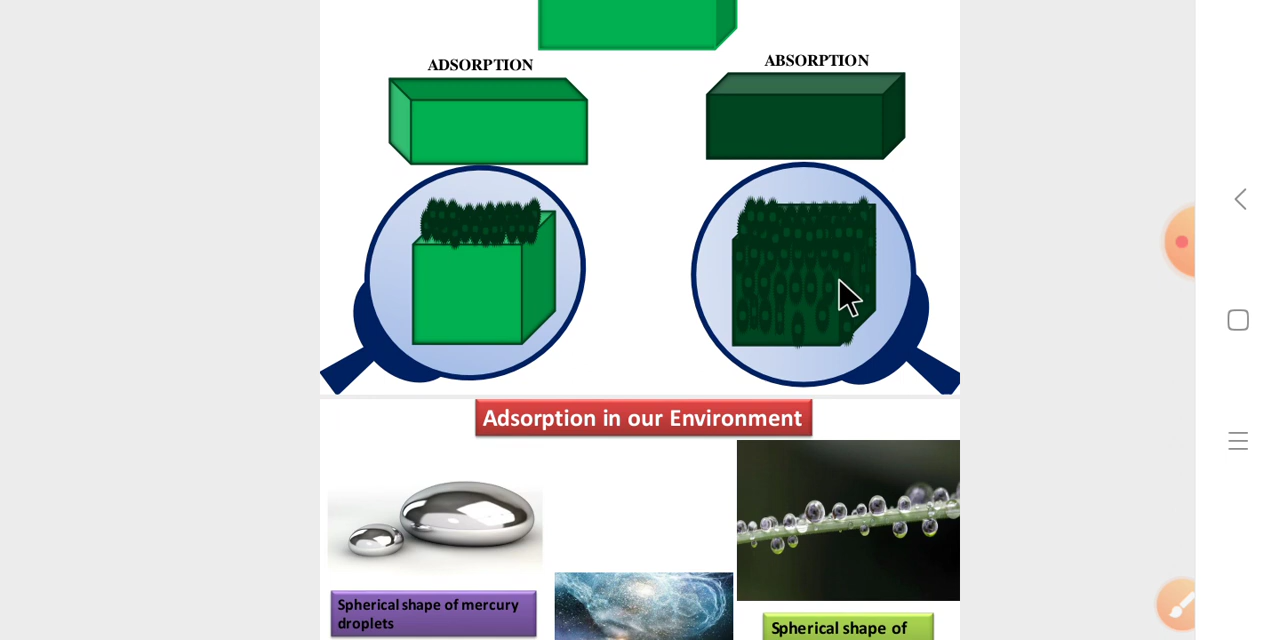 ADSORPTION
ABSORPTION
Adsorption in our Environment
Spherical shape of mercury
droplets
Spherical shape of